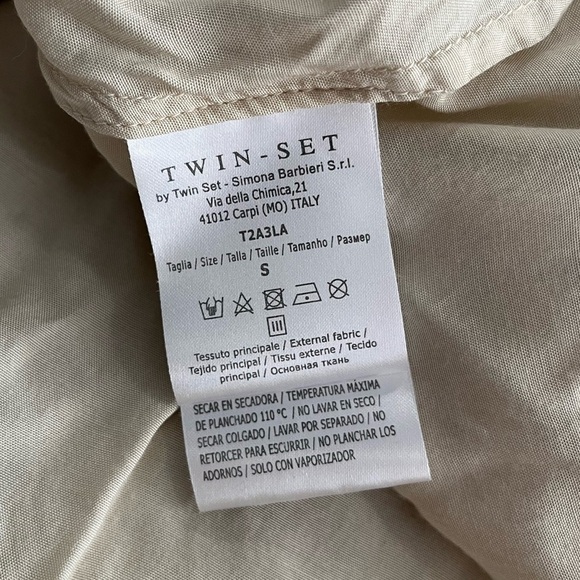 TWIN-SET
by Twin Set - Simona Barbieri S.r.l.
Via della Chimica,21
41012 Carpi (MO) ITALY
T2A3LA
Taglia / Size / Talla / Taille / Tamanho / Размер
S
Tessuto principale / External fabric /
Tejido principal / Tissu externe / Tecido
principal / Основная ткань
SECAR EN SECADORA / TEMPERATURA MÁXIMA
DE PLANCHADO 110 °C / NO LAVAR EN SECO /
SECAR COLGADO / LAVAR POR SEPARADO / NO
RETORCER PARA ESCURRIR / NO PLANCHAR LOS
ADORNOS / SOLO CON VAPORIZADOR